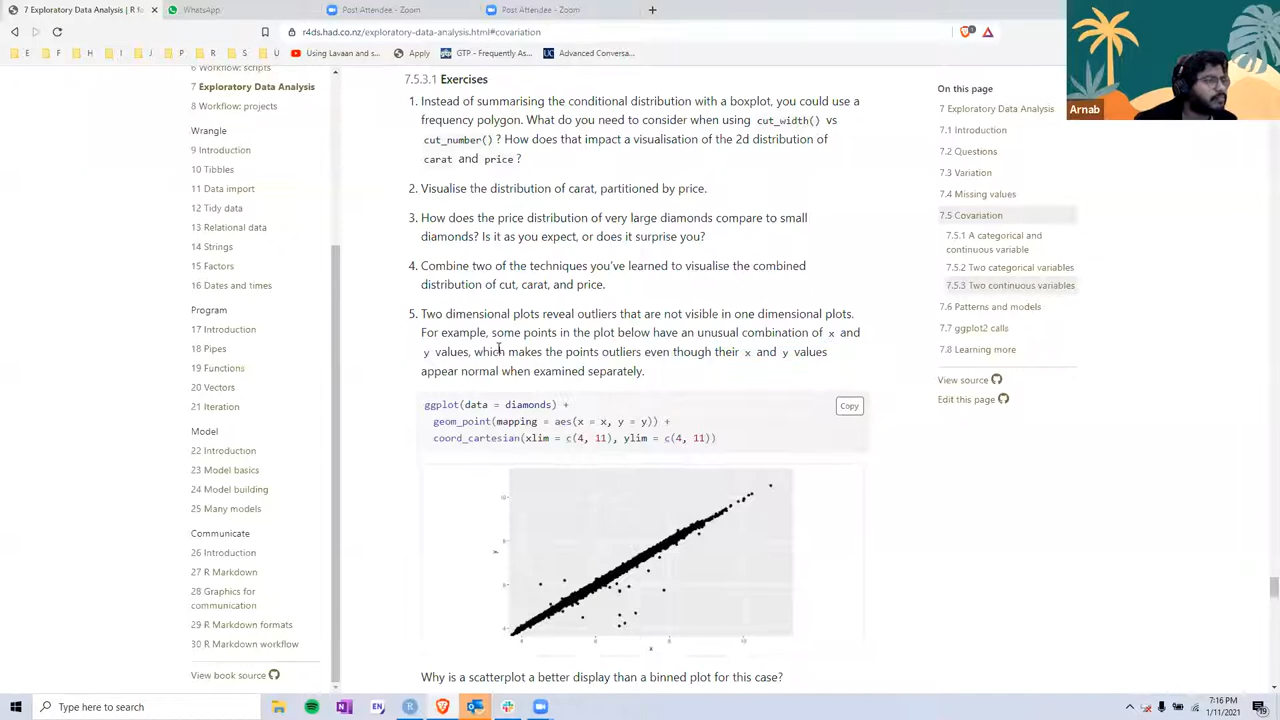 7 Exploratory Data Analysis | R f
WhatsApp
Post Attendee - Zoom
Post Attendee - Zoom
r4ds.had.co.nz/exploratory-data-analysis.html#covariation
E
F
H
I
J
P
R
S
U
Using Lavaan and s...
Apply
GTP - Frequently As...
Advanced Conversa...
Arnab
6 Workflow: scripts
7 Exploratory Data Analysis
8 Workflow: projects
Wrangle
9 Introduction
10 Tibbles
11 Data import
12 Tidy data
13 Relational data
14 Strings
15 Factors
16 Dates and times
Program
17 Introduction
18 Pipes
19 Functions
20 Vectors
21 Iteration
Model
22 Introduction
23 Model basics
24 Model building
25 Many models
Communicate
26 Introduction
27 R Markdown
28 Graphics for
communication
29 R Markdown formats
30 R Markdown workflow
View book source
7.5.3.1 Exercises
1. Instead of summarising the conditional distribution with a boxplot, you could use a
frequency polygon. What do you need to consider when using cut_width() vs
cut_number() ? How does that impact a visualisation of the 2d distribution of
carat and price ?
2. Visualise the distribution of carat, partitioned by price.
3. How does the price distribution of very large diamonds compare to small
diamonds? Is it as you expect, or does it surprise you?
4. Combine two of the techniques you've learned to visualise the combined
distribution of cut, carat, and price.
5. Two dimensional plots reveal outliers that are not visible in one dimensional plots.
For example, some points in the plot below have an unusual combination of x and
y values, which makes the points outliers even though their x and y values
appear normal when examined separately.
ggplot(data = diamonds) +
geom_point(mapping = aes(x = x, y = y)) +
coord_cartesian(xlim = c(4, 11), ylim = c(4, 11))
Copy
10
8
6
4
y
4
6
8
10
x
Why is a scatterplot a better display than a binned plot for this case?
On this page
7 Exploratory Data Analysis
7.1 Introduction
7.2 Questions
7.3 Variation
7.4 Missing values
7.5 Covariation
7.5.1 A categorical and
continuous variable
7.5.2 Two categorical variables
7.5.3 Two continuous variables
7.6 Patterns and models
7.7 ggplot2 calls
7.8 Learning more
View source
Edit this page
Type here to search
7:16 PM
1/11/2021
19